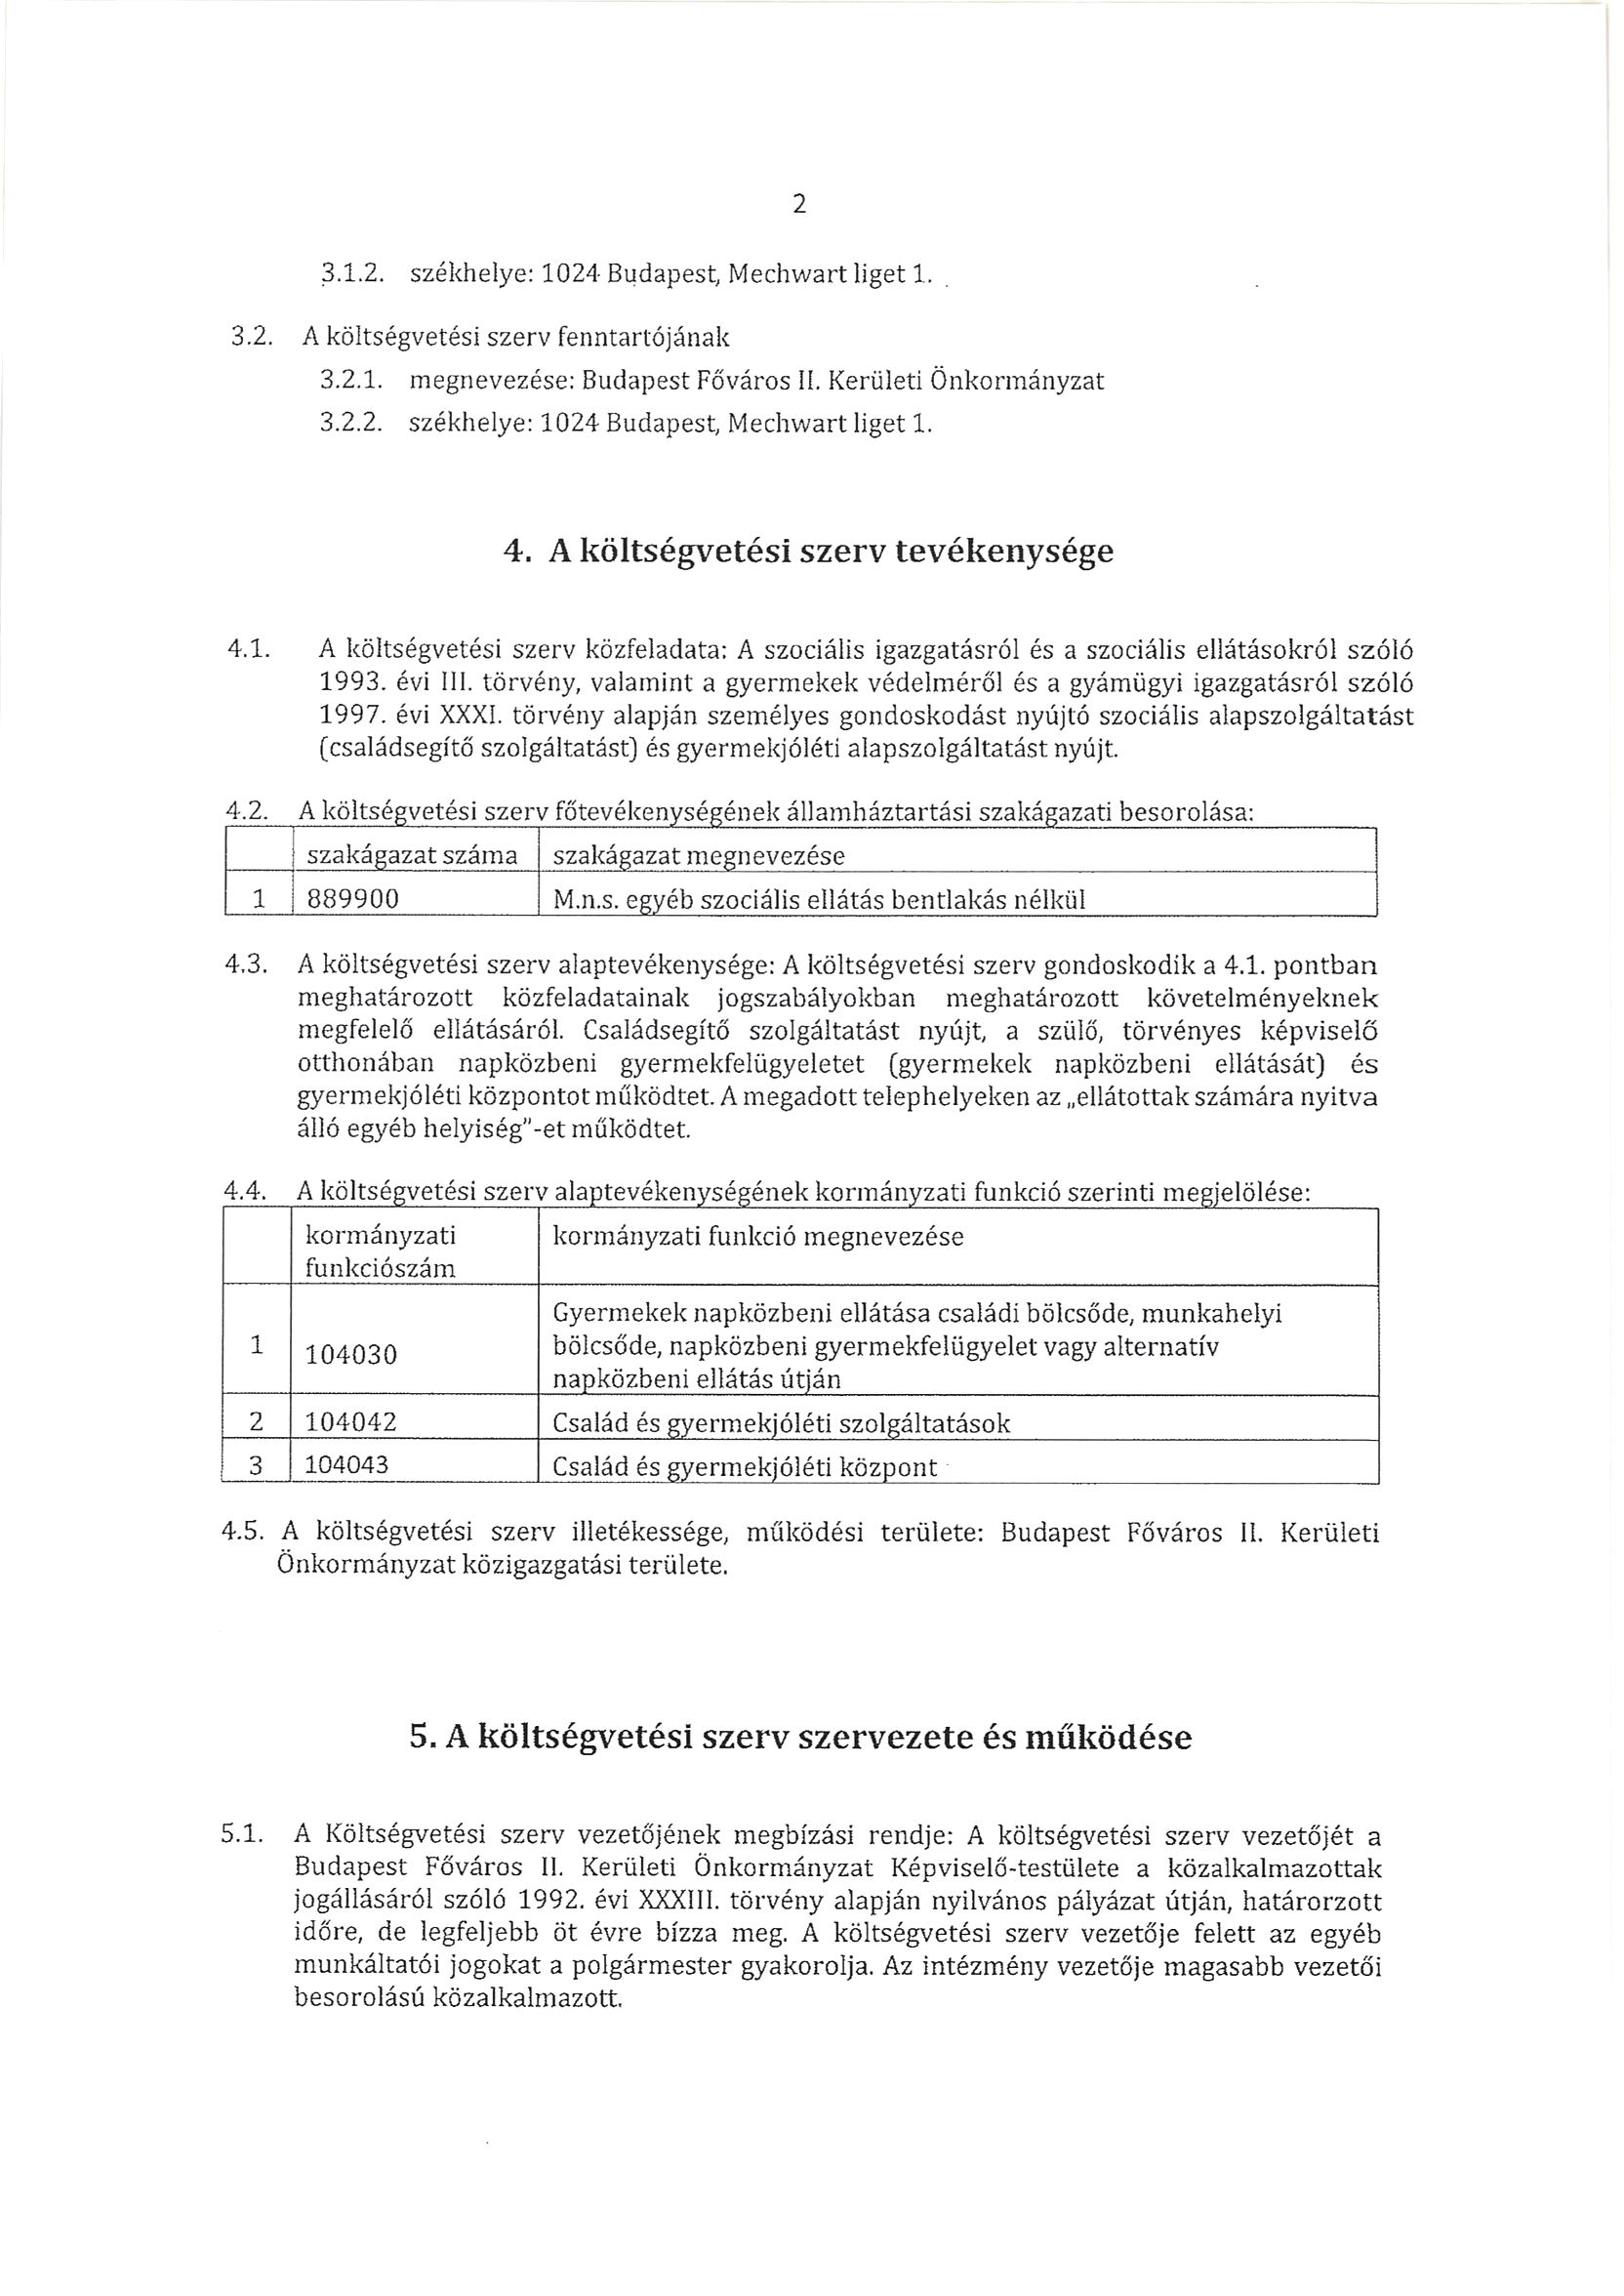 2
3.1.2. székhelye: 1024 Budapest, Mechwart liget 1.
3.2. A költségvetési szerv fenntartójának
3.2.1. megnevezése: Budapest Főváros II. Kerületi Önkormányzat
3.2.2. székhelye: 1024 Budapest, Mechwart liget 1.
4. A költségvetési szerv tevékenysége
4.1. A költségvetési szerv közfeladata: A szociális igazgatásról és a szociális ellátásokról szóló
1993. évi III. törvény, valamint a gyermekek védelméről és a gyámügyi igazgatásról szóló
1997. évi XXXI. törvény alapján személyes gondoskodást nyújtó szociális alapszolgáltatást
(családsegítő szolgáltatást) és gyermekjóléti alapszolgáltatást nyújt.
4.2. A költségvetési szerv főtevékenységének államháztartási szakágazati besorolása:
szakágazat száma szakágazat megnevezése
1 889900 M.n.s. egyéb szociális ellátás bentlakás nélkül
4.3. A költségvetési szerv alaptevékenysége: A költségvetési szerv gondoskodik a 4.1. pontban
meghatározott közfeladatainak jogszabályokban meghatározott követelményeknek
megfelelő ellátásáról. Családsegítő szolgáltatást nyújt, a szülő, törvényes képviselő
otthonában napközbeni gyermekfelügyeletet (gyermekek napközbeni ellátását) és
gyermekjóléti központot működtet. A megadott telephelyeken az „ellátottak számára nyitva
álló egyéb helyiség"-et működtet.
4.4. A költségvetési szerv alaptevékenységének kormányzati funkció szerinti megjelölése:
kormányzati kormányzati funkció megnevezése
funkciószám
Gyermekek napközbeni ellátása családi bölcsőde, munkahelyi
1 104030 bölcsőde, napközbeni gyermekfelügyelet vagy alternatív
napközbeni ellátás útján
2 104042 Család és gyermekjóléti szolgáltatások
3 104043 Család és gyermekjóléti központ
4.5. A költségvetési szerv illetékessége, működési területe: Budapest Főváros II. Kerületi
Önkormányzat közigazgatási területe.
5. A költségvetési szerv szervezete és működése
5.1. A Költségvetési szerv vezetőjének megbízási rendje: A költségvetési szerv vezetőjét a
Budapest Főváros II. Kerületi Önkormányzat Képviselő-testülete a közalkalmazottak
jogállásáról szóló 1992. évi XXXIII. törvény alapján nyilvános pályázat útján, határorzott
időre, de legfeljebb öt évre bízza meg. A költségvetési szerv vezetője felett az egyéb
munkáltatói jogokat a polgármester gyakorolja. Az intézmény vezetője magasabb vezetői
besorolású közalkalmazott.